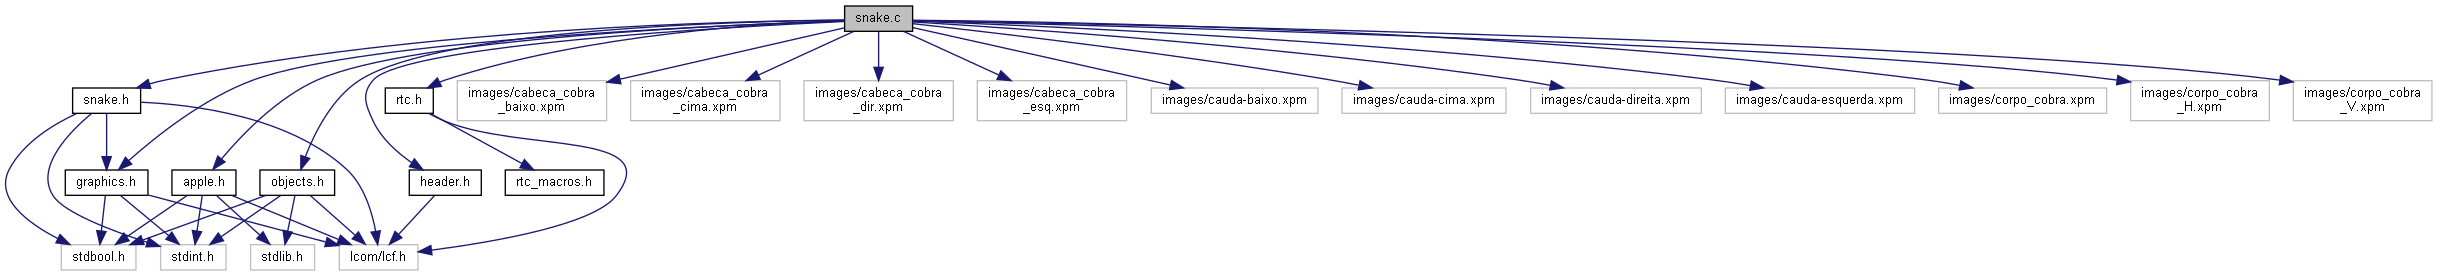 snake.c
snake.h
rtc.h
images/cabeca_cobra
_baixo.xpm
images/cabeca_cobra
_cima.xpm
images/cabeca_cobra
_dir.xpm
images/cabeca_cobra
_esq.xpm
images/cauda-baixo.xpm
images/cauda-cima.xpm
images/cauda-direita.xpm
images/cauda-esquerda.xpm
images/corpo_cobra.xpm
images/corpo_cobra
_H.xpm
images/corpo_cobra
_V.xpm
graphics.h
apple.h
objects.h
header.h
rtc_macros.h
stdbool.h
stdint.h
stdlib.h
lcom/lcf.h